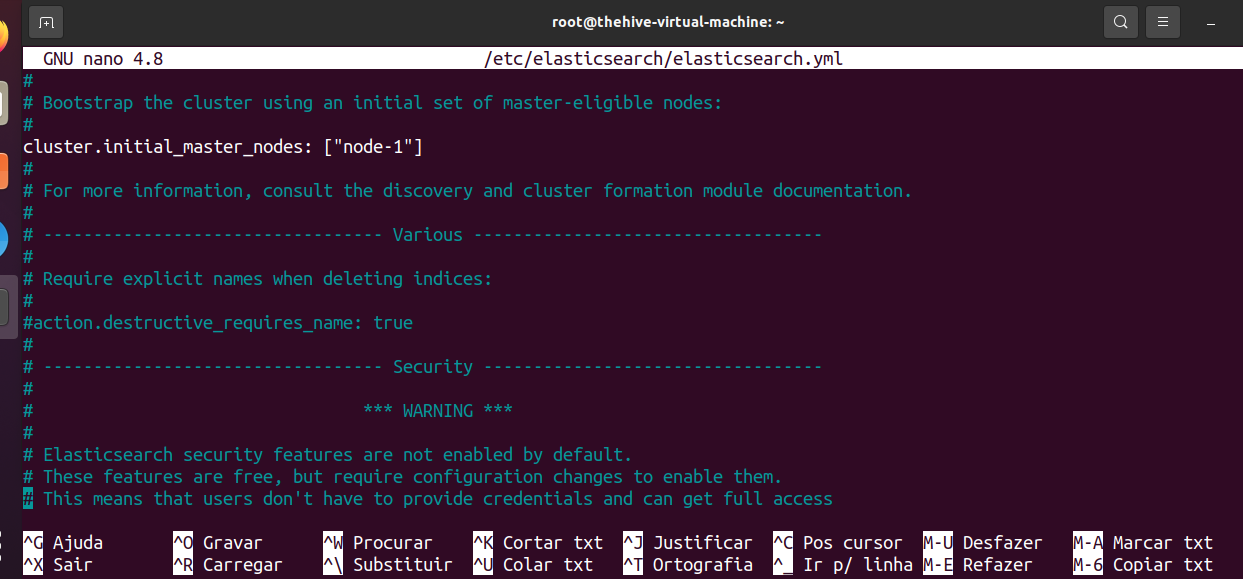 root@thehive-virtual-machine: ~
GNU nano 4.8 /etc/elasticsearch/elasticsearch.yml
#
# Bootstrap the cluster using an initial set of master-eligible nodes:
#
cluster.initial_master_nodes: ["node-1"]
#
# For more information, consult the discovery and cluster formation module documentation.
#
# ---------------------------------- Various -----------------------------------
#
# Require explicit names when deleting indices:
#
#action.destructive_requires_name: true
#
# ---------------------------------- Security ----------------------------------
#
# *** WARNING ***
#
# Elasticsearch security features are not enabled by default.
# These features are free, but require configuration changes to enable them.
# This means that users don't have to provide credentials and can get full access
^G Ajuda ^O Gravar ^W Procurar ^K Cortar txt ^J Justificar ^C Pos cursor M-U Desfazer M-A Marcar txt
^X Sair ^R Carregar ^\ Substituir ^U Colar txt ^T Ortografia ^_ Ir p/ linha M-E Refazer M-6 Copiar txt